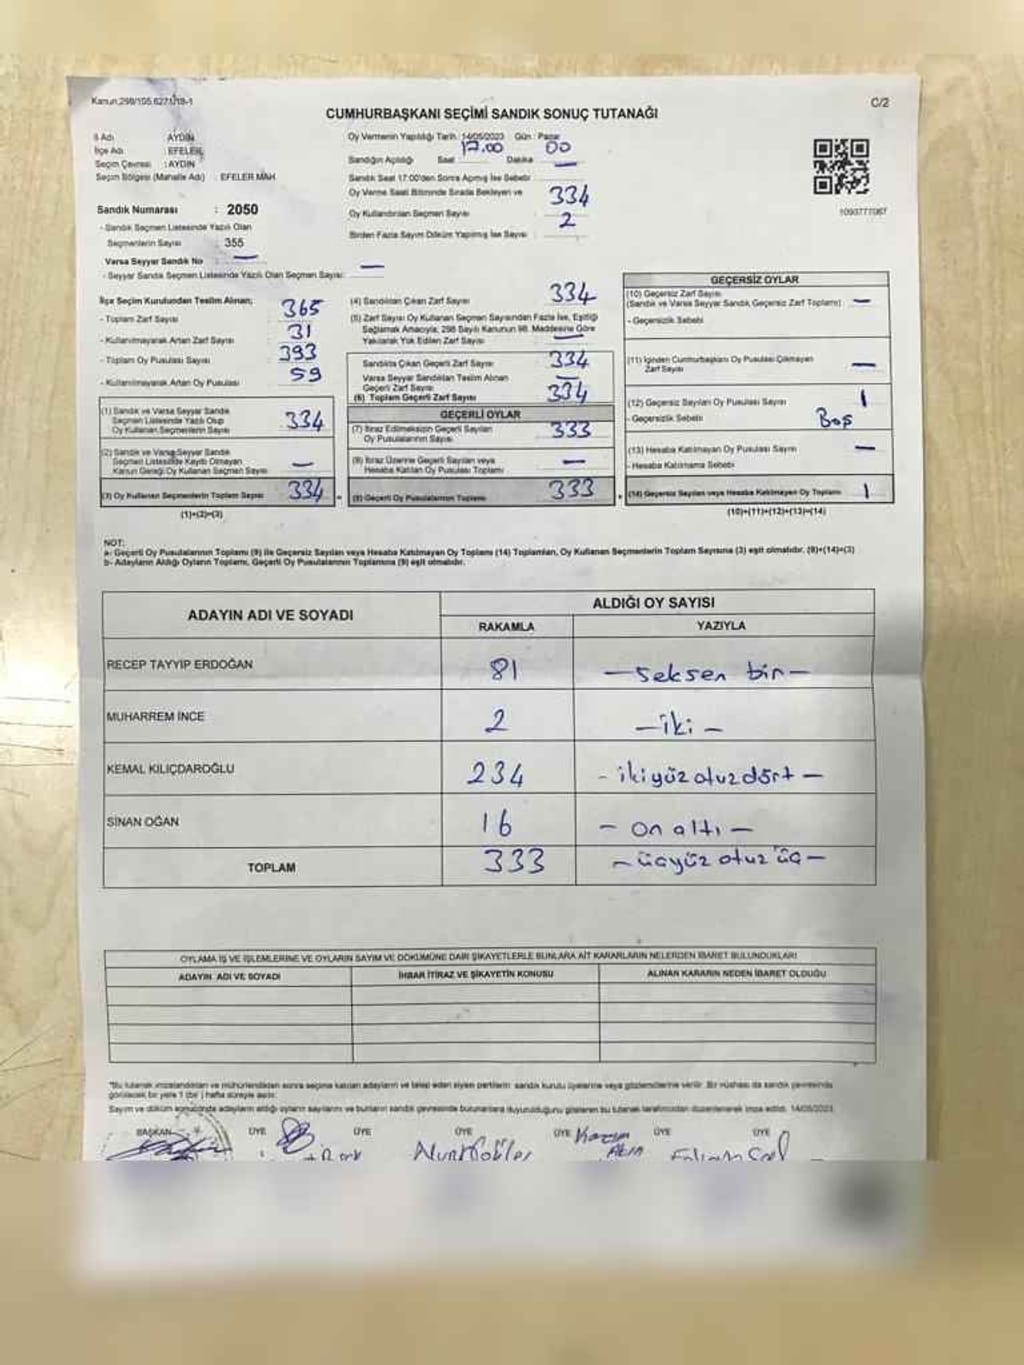 Kanun:298/105.6271/18-1
C/2
CUMHURBAŞKANI SEÇİMİ SANDIK SONUÇ TUTANAĞI
İl Adı AYDIN
İlçe Adı EFELER
Seçim Çevresi : AYDIN
Seçim Bölgesi (Mahalle Adı) : EFELER MAH
Sandık Numarası : 2050
- Sandık Seçmen Listesinde Yazılı Olan
Seçmenlerin Sayısı : 355
Varsa Seyyar Sandık No : —
- Seyyar Sandık Seçmen Listesinde Yazılı Olan Seçmen Sayısı: —
Oy Vermenin Yapıldığı Tarih : 14/05/2023 Gün : Pazar
Sandığın Açıldığı Saat 17.00 Dakika 00
Sandık Saat 17:00'den Sonra Açılmış İse Sebebi : —
Oy Verme Saati Bitiminde Sırada Bekleyen ve
Oy Kullandırılan Seçmen Sayısı : 334
Birden Fazla Sayım Döküm Yapılmış İse Sayısı : 2
1093777067
İlçe Seçim Kurulundan Teslim Alınan;
- Toplam Zarf Sayısı : 365
- Kullanılmayarak Artan Zarf Sayısı : 31
- Toplam Oy Pusulası Sayısı : 393
- Kullanılmayarak Artan Oy Pusulası : 59
(1) Sandık ve Varsa Seyyar Sandık
Seçmen Listesinde Yazılı Olup
Oy Kullanan Seçmenlerin Sayısı 334
(2) Sandık ve Varsa Seyyar Sandık
Seçmen Listesinde Kayıtlı Olmayan
Kanun Gereği Oy Kullanan Seçmen Sayısı —
(3) Oy Kullanan Seçmenlerin Toplam Sayısı 334
(1)+(2)=(3)
(4) Sandıktan Çıkan Zarf Sayısı : 334
(5) Zarf Sayısı Oy Kullanan Seçmen Sayısından Fazla İse, Eşitliği
Sağlamak Amacıyla, 298 Sayılı Kanunun 98. Maddesine Göre
Yakılarak Yok Edilen Zarf Sayısı : —
Sandıkta Çıkan Geçerli Zarf Sayısı : 334
Varsa Seyyar Sandıktan Teslim Alınan
Geçerli Zarf Sayısı : —
(6) Toplam Geçerli Zarf Sayısı 334
GEÇERLİ OYLAR
(7) İtiraz Edilmeksizin Geçerli Sayılan
Oy Pusulalarının Sayısı 333
(8) İtiraz Üzerine Geçerli Sayılan veya
Hesaba Katılan Oy Pusulası Toplamı —
(9) Geçerli Oy Pusulalarının Toplamı 333
GEÇERSİZ OYLAR
(10) Geçersiz Zarf Sayısı
(Sandık ve Varsa Seyyar Sandık Geçersiz Zarf Toplamı) : —
- Geçersizlik Sebebi :
(11) İçinden Cumhurbaşkanı Oy Pusulası Çıkmayan
Zarf Sayısı : —
(12) Geçersiz Sayılan Oy Pusulası Sayısı : 1
- Geçersizlik Sebebi : Boş
(13) Hesaba Katılmayan Oy Pusulası Sayısı : —
- Hesaba Katılmama Sebebi :
(14) Geçersiz Sayılan veya Hesaba Katılmayan Oy Toplamı : 1
(10)+(11)+(12)+(13)=(14)
NOT:
a- Geçerli Oy Pusulalarının Toplamı (9) ile Geçersiz Sayılan veya Hesaba Katılmayan Oy Toplamı (14) Toplamları, Oy Kullanan Seçmenlerin Toplam Sayısına (3) eşit olmalıdır. (9)+(14)=(3)
b- Adayların Aldığı Oyların Toplamı, Geçerli Oy Pusulalarının Toplamına (9) eşit olmalıdır.
ADAYIN ADI VE SOYADI ALDIĞI OY SAYISI
RAKAMLA YAZIYLA
RECEP TAYYİP ERDOĞAN 81 —seksen bir—
MUHARREM İNCE 2 —iki—
KEMAL KILIÇDAROĞLU 234 - ikiyüz otuz dört —
SİNAN OĞAN 16 — on altı —
TOPLAM 333 —üçyüz otuz üç—
OYLAMA İŞ VE İŞLEMLERİNE VE OYLARIN SAYIM VE DÖKÜMÜNE DAİR ŞİKAYETLERLE BUNLARA AİT KARARLARIN NELERDEN İBARET BULUNDUKLARI
ADAYIN ADI VE SOYADI İHBAR İTİRAZ VE ŞİKAYETİN KONUSU ALINAN KARARIN NEDEN İBARET OLDUĞU
*Bu tutanak imzalandıktan ve mühürlendikten sonra seçime katılan adayların ve talep eden siyasi partilerin sandık kurulu üyelerine veya gözlemcilerine verilir. Bir nüshası da sandık çevresinde
görülecek bir yere 1 (bir) hafta süreyle asılır.
Sayım ve döküm sonucunda adayların aldığı oyların sayılarını ve bunların sandık çevresinde bulunanlara duyurulduğunu gösteren bu tutanak tarafımızdan düzenlenerek imza edildi. 14/05/2023
BAŞKAN ÜYE ÜYE ÜYE ÜYE ÜYE ÜYE
Kazım